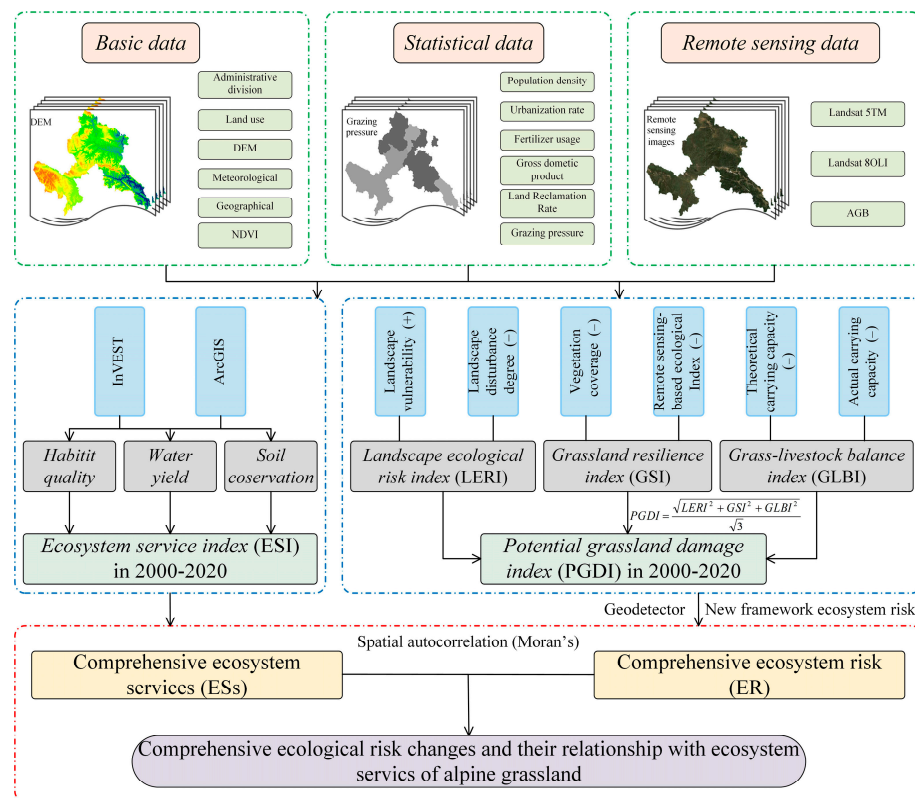 Basic data
Statistical data
Remote sensing data
DEM
Administrative
division
Land use
DEM
Meteorological
Geographical
NDVI
Grazing
pressure
Population density
Urbanization rate
Fertilizer usage
Gross dometic
product
Land Reclamation
Rate
Grazing pressure
Remote
sensing
images
Landsat 5TM
Landsat 8OLI
AGB
InVEST
ArcGIS
Landscape
vulnerability (+)
Landscape
disturbance
degree (−)
Vegetation
coverage (−)
Remote sensing-
based ecological
Index (−)
Theoretical
carrying capacity
(−)
Actual carrying
capacity (−)
Habitit
quality
Water
yield
Soil
coservation
Landscape ecological
risk index (LERI)
Grassland resilience
index (GSI)
Grass-livestock balance
index (GLBI)
PGDI = √(LERI² + GSI² + GLBI²) / √3
Ecosystem service index (ESI)
in 2000-2020
Potential grassland damage
index (PGDI) in 2000-2020
Geodetector
New framework ecosystem risk
Spatial autocorrelation (Moran's)
Comprehensive ecosystem
services (ESs)
Comprehensive ecosystem risk
(ER)
Comprehensive ecological risk changes and their relationship with ecosystem
servics of alpine grassland